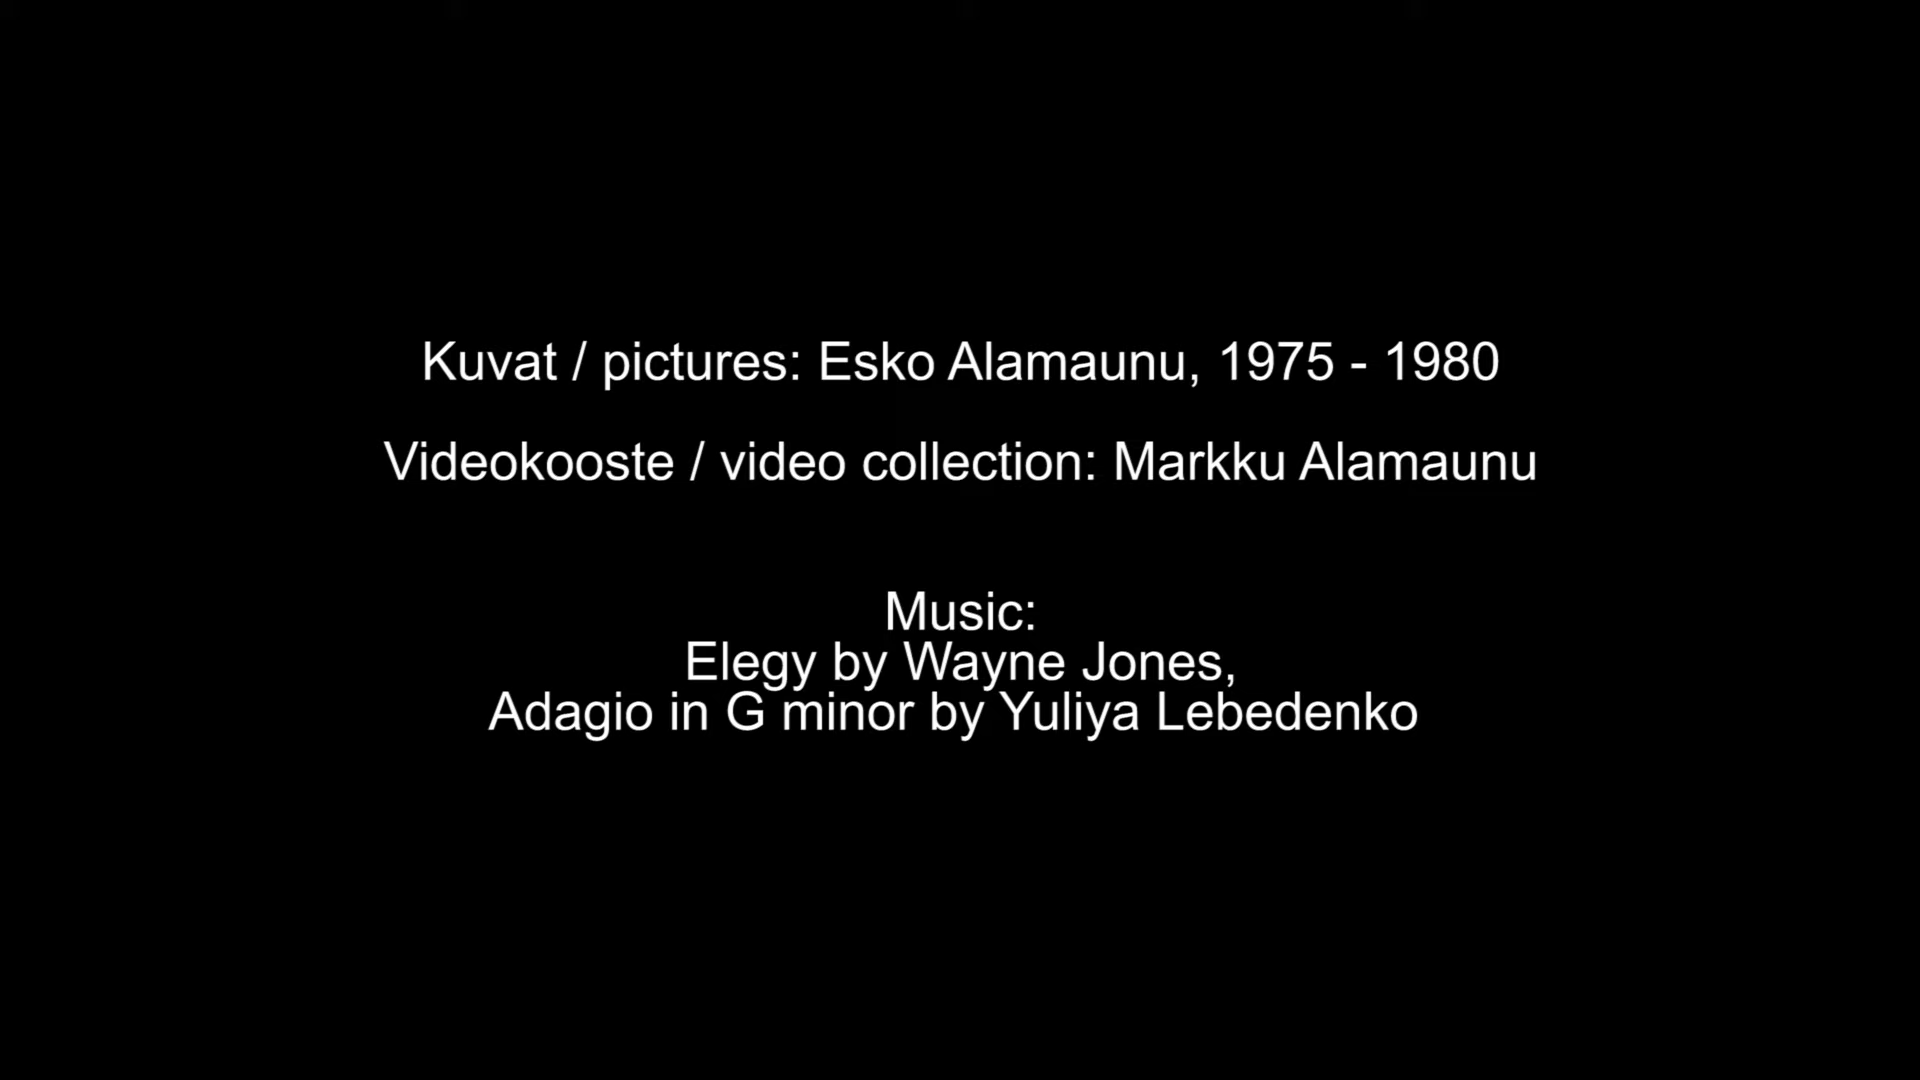 Kuvat / pictures: Esko Alamaunu, 1975 - 1980
Videokooste / video collection: Markku Alamaunu
Music:
Elegy by Wayne Jones,
Adagio in G minor by Yuliya Lebedenko